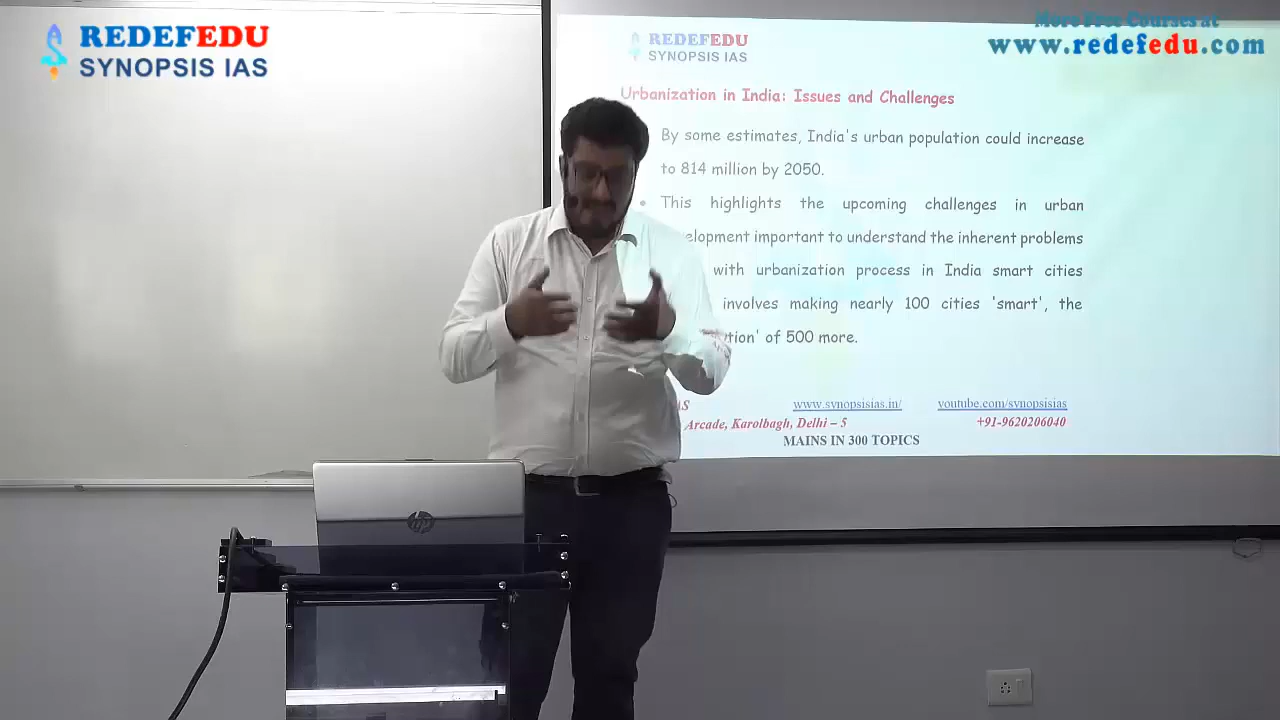 REDEFEDU
SYNOPSIS IAS
More Free Courses at
www.redefedu.com
REDEFEDU
SYNOPSIS IAS
Urbanization in India: Issues and Challenges
By some estimates, India's urban population could increase
to 814 million by 2050.
• This highlights the upcoming challenges in urban
elopment important to understand the inherent problems
with urbanization process in India smart cities
involves making nearly 100 cities 'smart', the
tion' of 500 more.
AS
www.synopsisias.in/
youtube.com/synopsisias
Arcade, Karolbagh, Delhi – 5
+91-9620206040
MAINS IN 300 TOPICS
hp